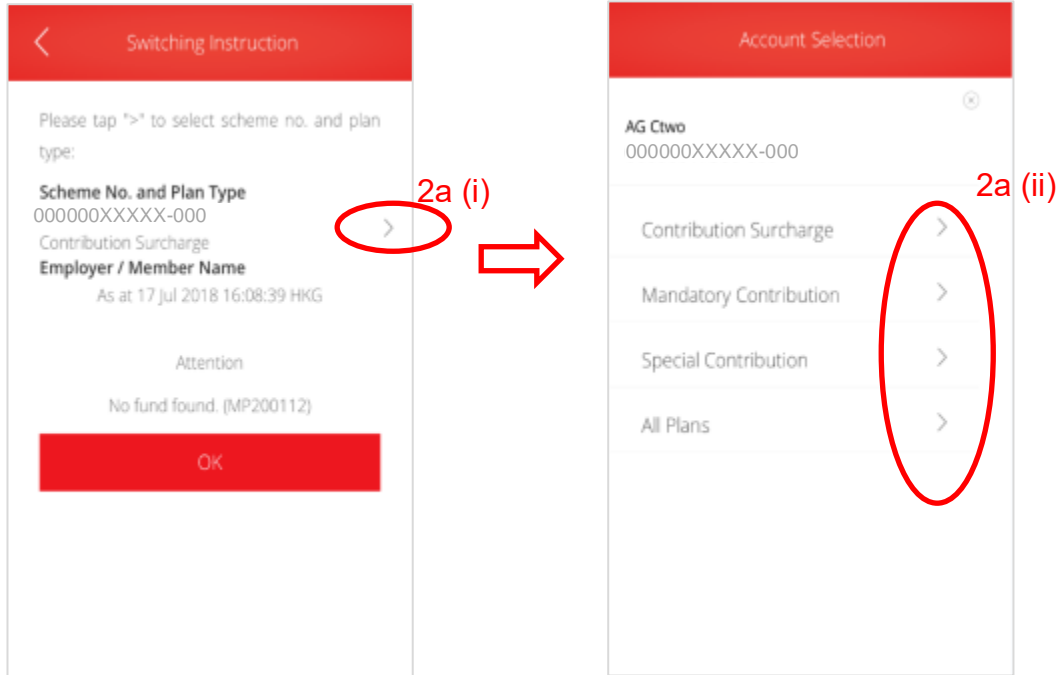 Switching Instruction
Please tap ">" to select scheme no. and plan
type:
Scheme No. and Plan Type
000000XXXXX-000
Contribution Surcharge
Employer / Member Name
As at 17 Jul 2018 16:08:39 HKG
Attention
No fund found. (MP200112)
OK
2a (i)
Account Selection
AG Ctwo
000000XXXXX-000
2a (ii)
Contribution Surcharge
Mandatory Contribution
Special Contribution
All Plans